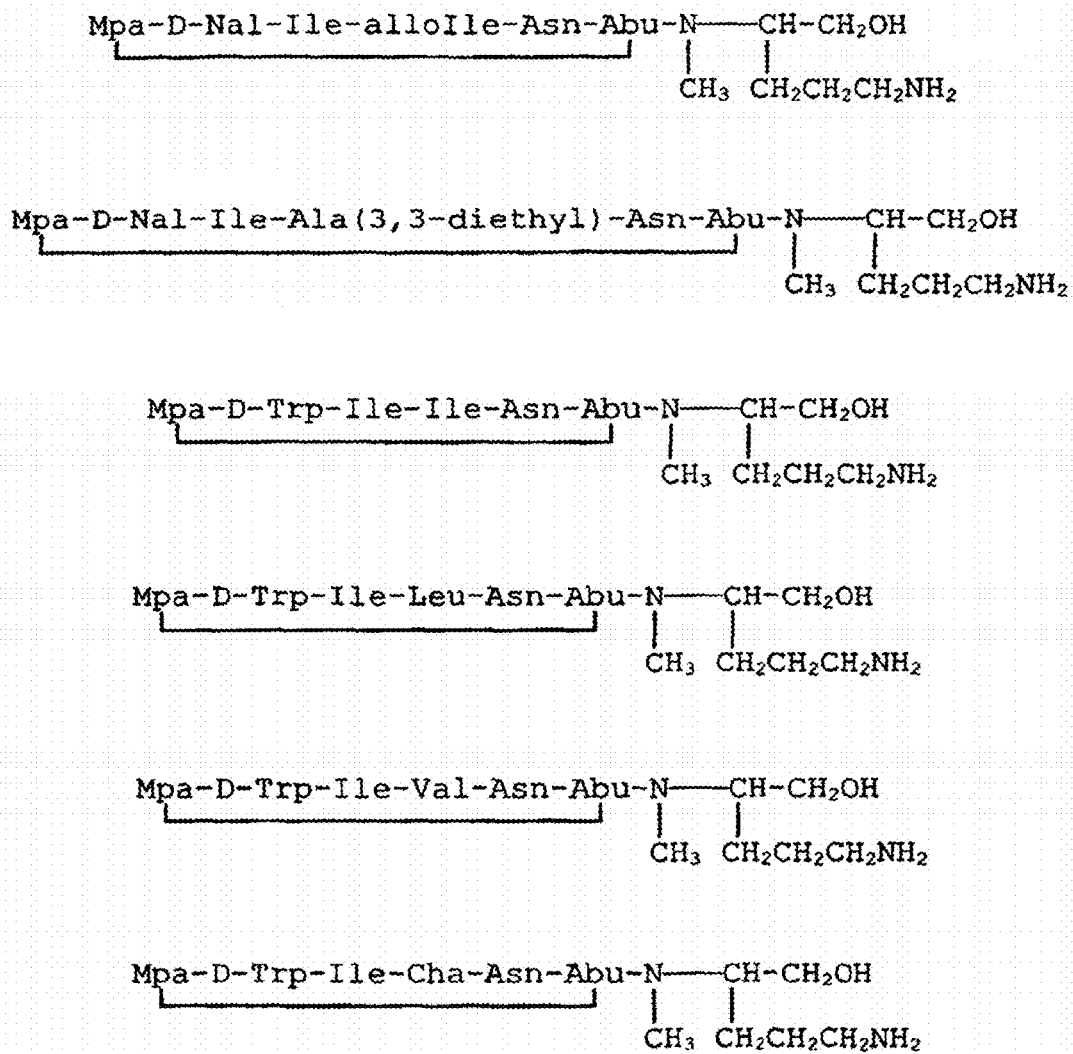 Mpa-D-Nal-Ile-alloIle-Asn-Abu-N—CH-CH₂OH
CH₃ CH₂CH₂CH₂NH₂
Mpa-D-Nal-Ile-Ala(3,3-diethyl)-Asn-Abu-N—CH-CH₂OH
CH₃ CH₂CH₂CH₂NH₂
Mpa-D-Trp-Ile-Ile-Asn-Abu-N—CH-CH₂OH
CH₃ CH₂CH₂CH₂NH₂
Mpa-D-Trp-Ile-Leu-Asn-Abu-N—CH-CH₂OH
CH₃ CH₂CH₂CH₂NH₂
Mpa-D-Trp-Ile-Val-Asn-Abu-N—CH-CH₂OH
CH₃ CH₂CH₂CH₂NH₂
Mpa-D-Trp-Ile-Cha-Asn-Abu-N—CH-CH₂OH
CH₃ CH₂CH₂CH₂NH₂